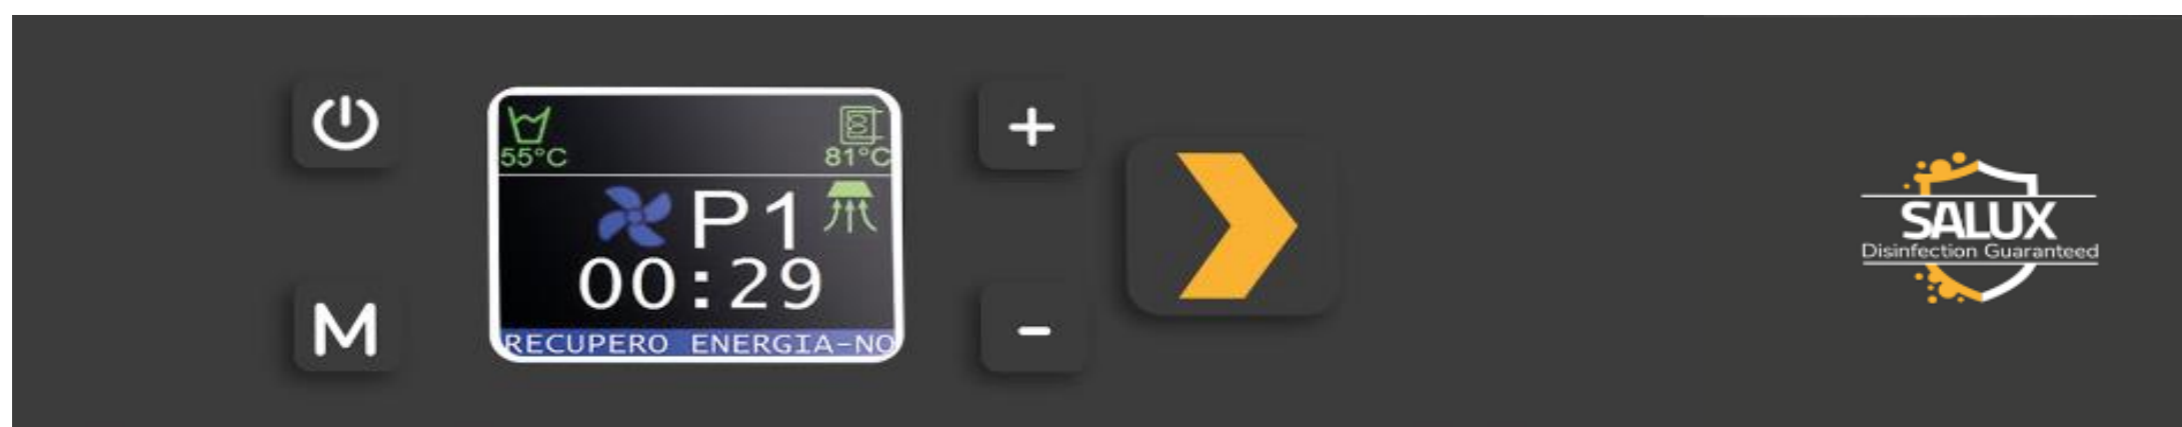 55°C
81°C
P1
00:29
RECUPERO ENERGIA-NO
M
+
-
SALUX
Disinfection Guaranteed